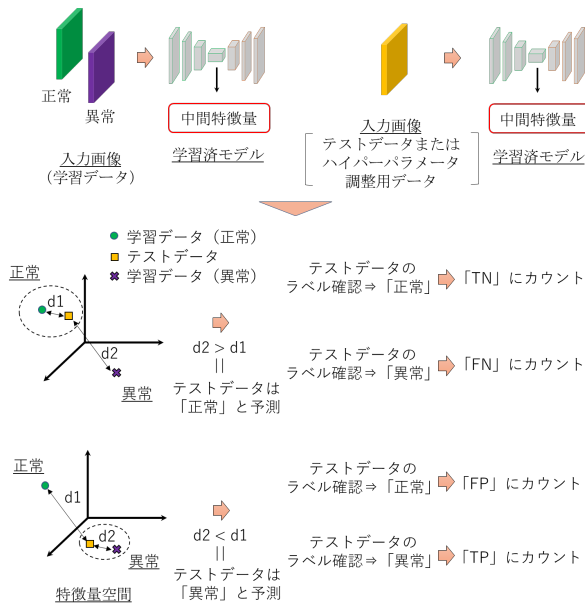 正常
異常
中間特徴量
入力画像
(学習データ)
学習済モデル
入力画像
テストデータまたは
ハイパーパラメータ
調整用データ
中間特徴量
学習済モデル
学習データ（正常）
テストデータ
学習データ（異常）
正常
d1
d2
異常
d2 > d1
||
テストデータは
「正常」と予測
テストデータの
ラベル確認⇒「正常」
「TN」にカウント
テストデータの
ラベル確認⇒「異常」
「FN」にカウント
正常
d1
d2
異常
特徴量空間
d2 < d1
||
テストデータは
「異常」と予測
テストデータの
ラベル確認⇒「正常」
「FP」にカウント
テストデータの
ラベル確認⇒「異常」
「TP」にカウント